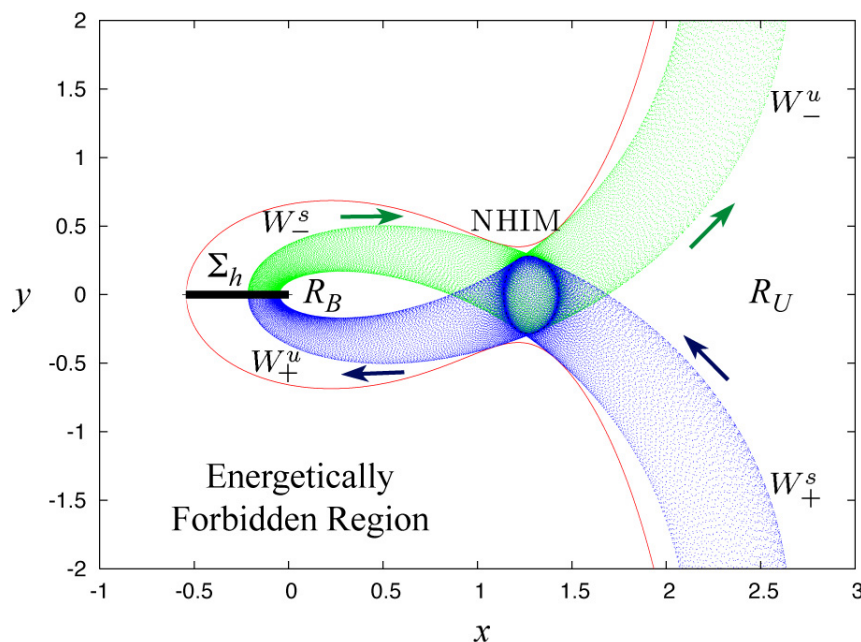 2
1.5
1
0.5
0
-0.5
-1
-1.5
-2
y
-1
-0.5
0
0.5
1
1.5
2
2.5
3
x
W₋ᵘ
W₋ˢ
NHIM
Σₕ
R_B
R_U
W₊ᵘ
W₊ˢ
Energetically
Forbidden Region